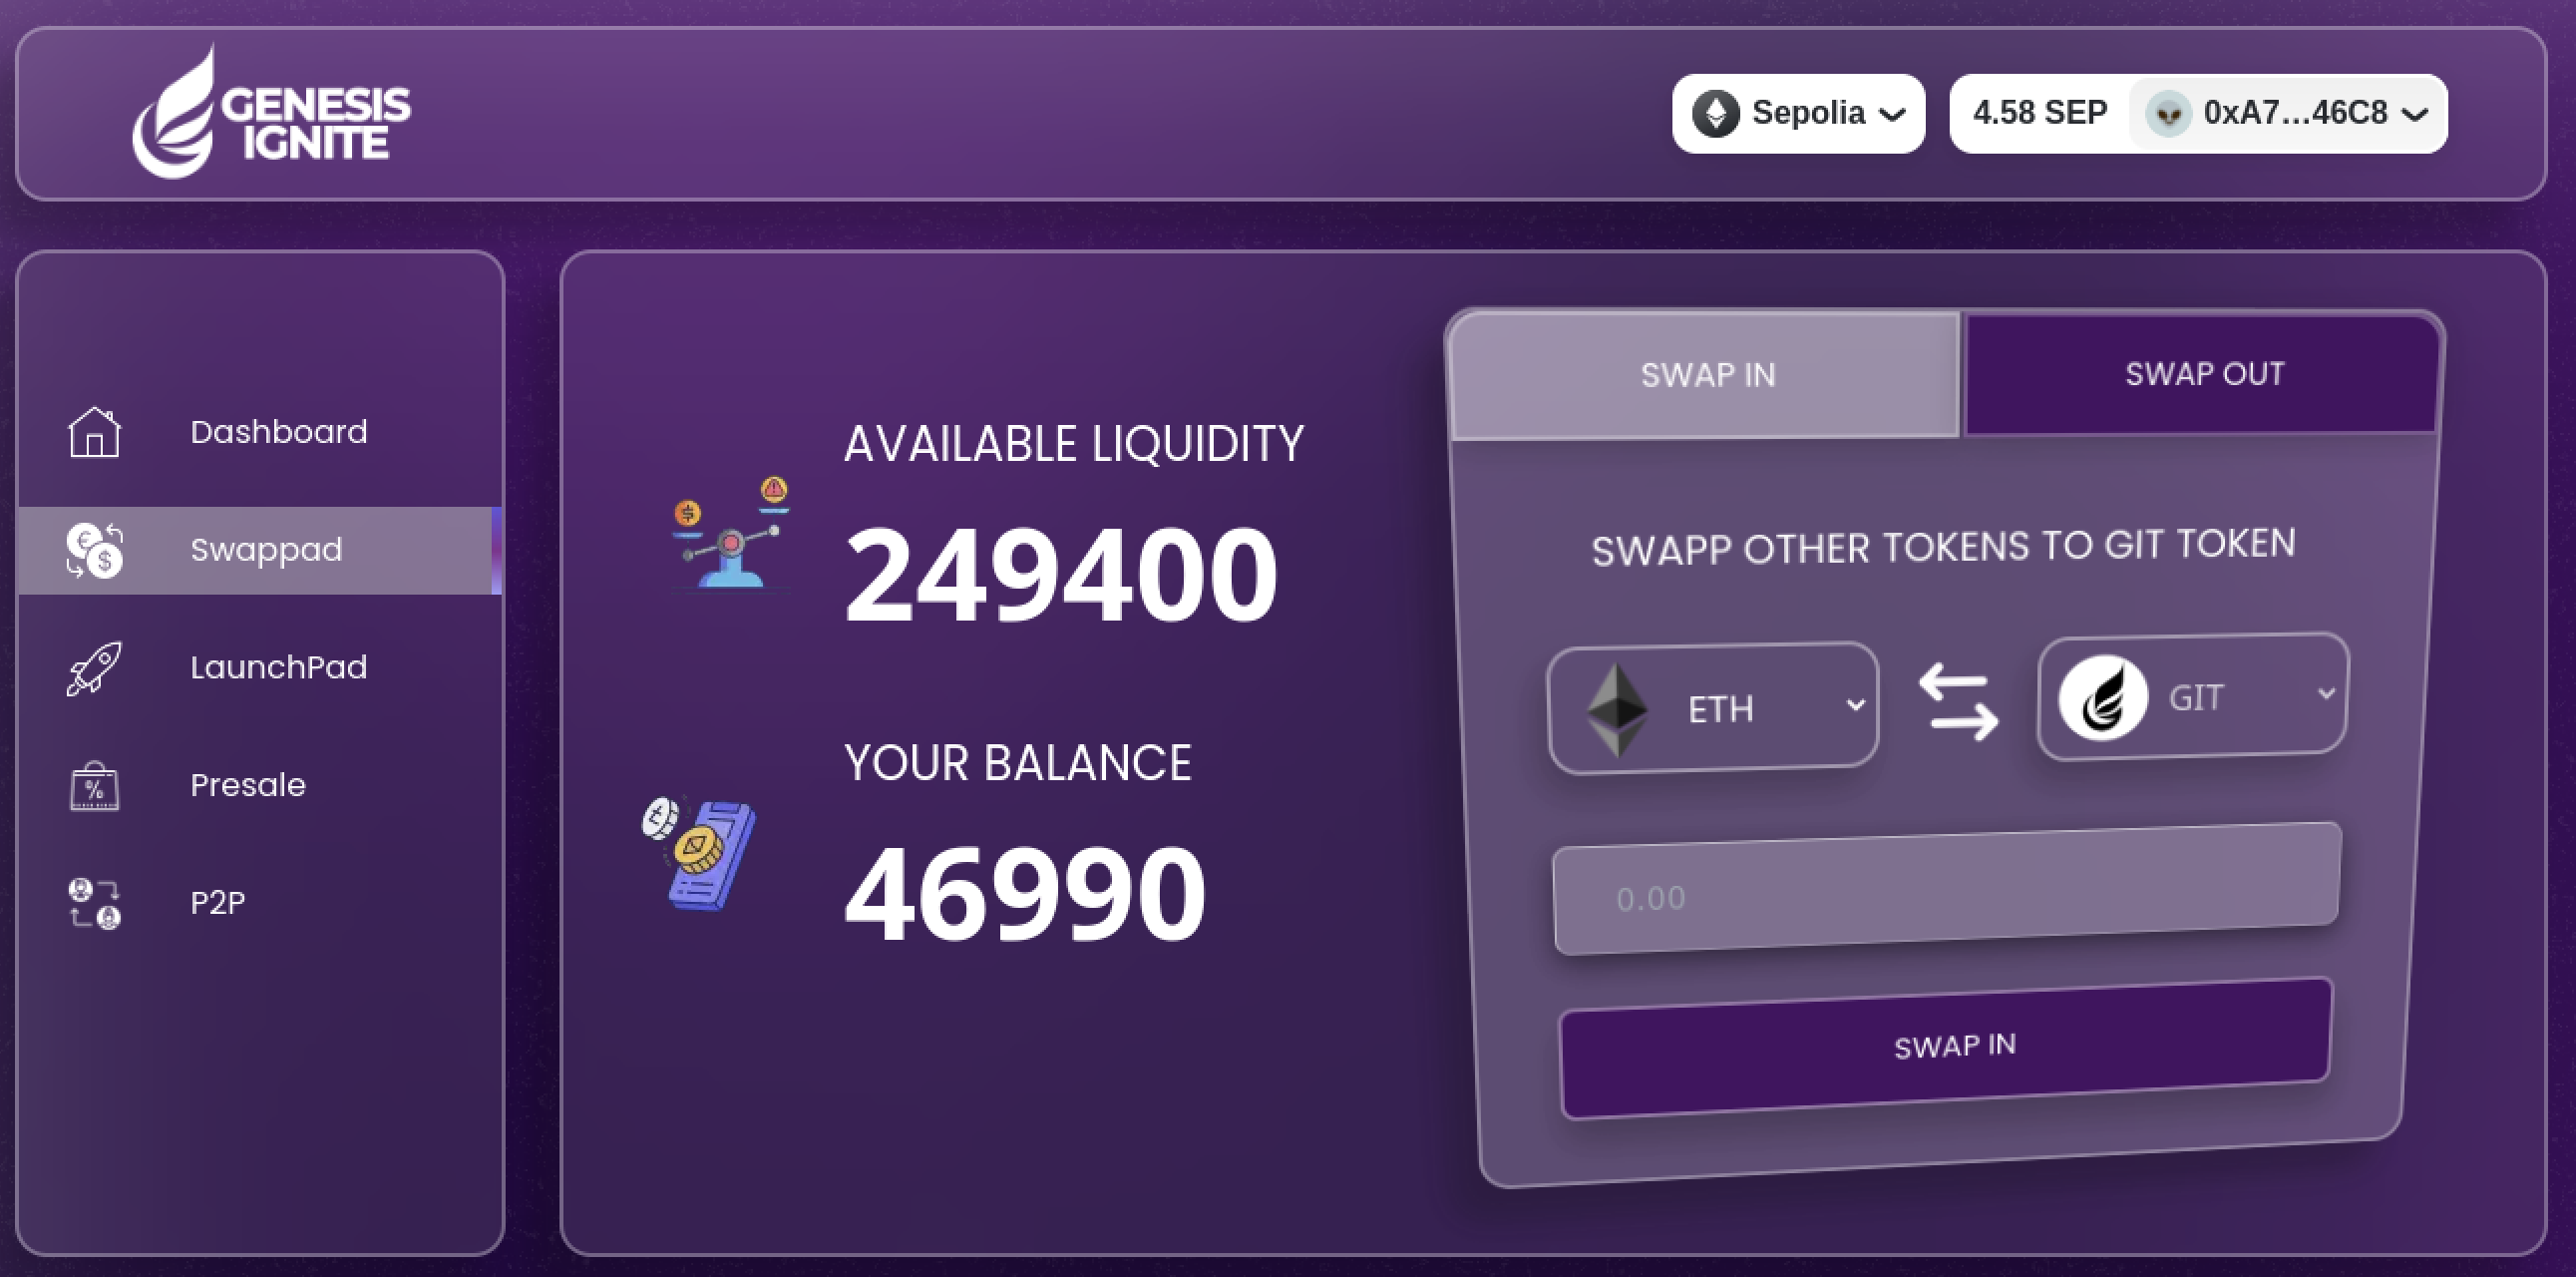 GENESIS
IGNITE
Sepolia
4.58 SEP
0xA7...46C8
Dashboard
Swappad
LaunchPad
Presale
P2P
AVAILABLE LIQUIDITY
249400
YOUR BALANCE
46990
SWAP IN
SWAP OUT
SWAPP OTHER TOKENS TO GIT TOKEN
ETH
GIT
0.00
SWAP IN